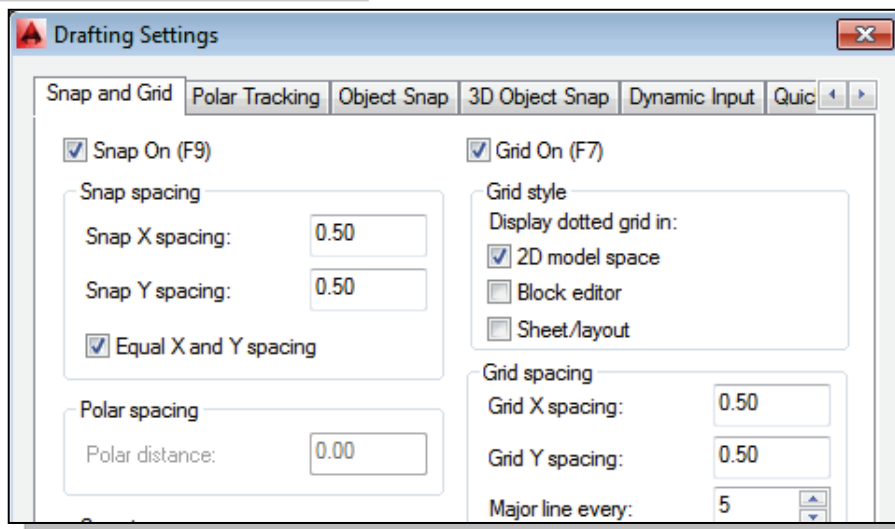 Drafting Settings
Snap and Grid
Polar Tracking
Object Snap
3D Object Snap
Dynamic Input
Quic
Snap On (F9)
Snap spacing
Snap X spacing: 0.50
Snap Y spacing: 0.50
Equal X and Y spacing
Polar spacing
Polar distance: 0.00
Grid On (F7)
Grid style
Display dotted grid in:
2D model space
Block editor
Sheet/layout
Grid spacing
Grid X spacing: 0.50
Grid Y spacing: 0.50
Major line every: 5